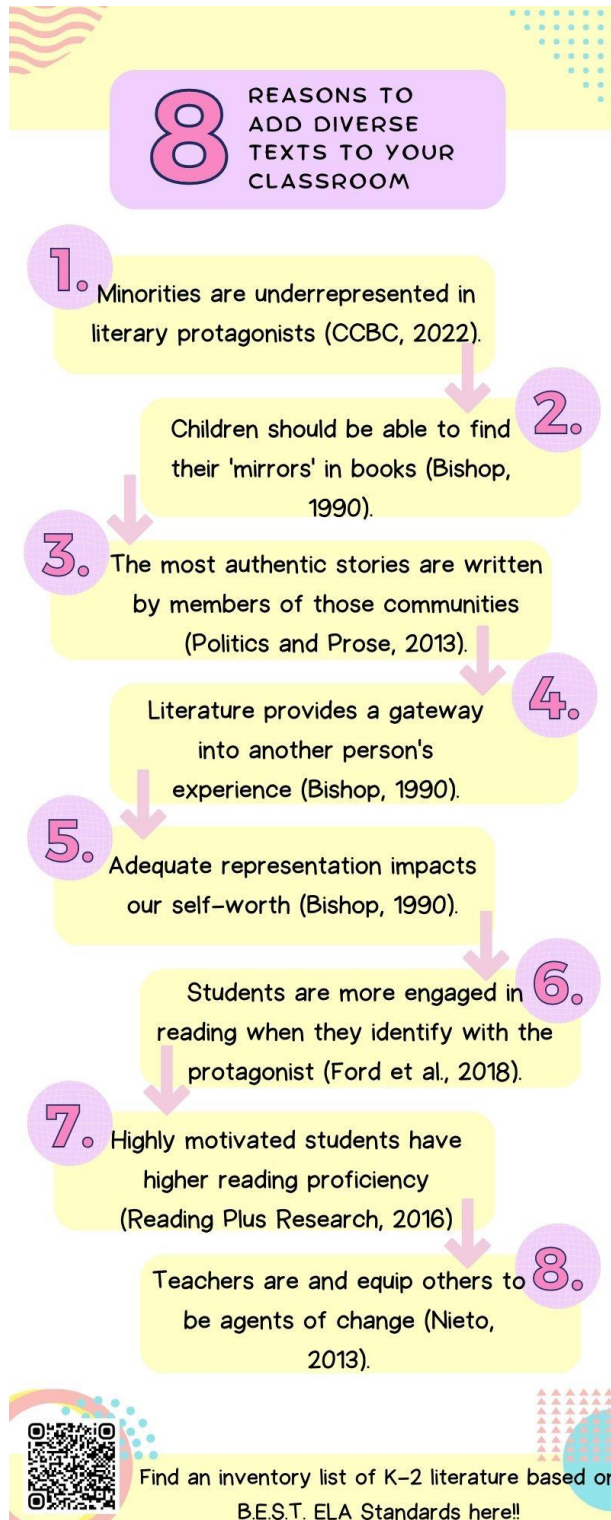 8
REASONS TO
ADD DIVERSE
TEXTS TO YOUR
CLASSROOM
1.
Minorities are underrepresented in
literary protagonists (CCBC, 2022).
2.
Children should be able to find
their 'mirrors' in books (Bishop,
1990).
3.
The most authentic stories are written
by members of those communities
(Politics and Prose, 2013).
4.
Literature provides a gateway
into another person's
experience (Bishop, 1990).
5.
Adequate representation impacts
our self-worth (Bishop, 1990).
6.
Students are more engaged in
reading when they identify with the
protagonist (Ford et al., 2018).
7.
Highly motivated students have
higher reading proficiency
(Reading Plus Research, 2016)
8.
Teachers are and equip others to
be agents of change (Nieto,
2013).
Find an inventory list of K-2 literature based on
B.E.S.T. ELA Standards here!!